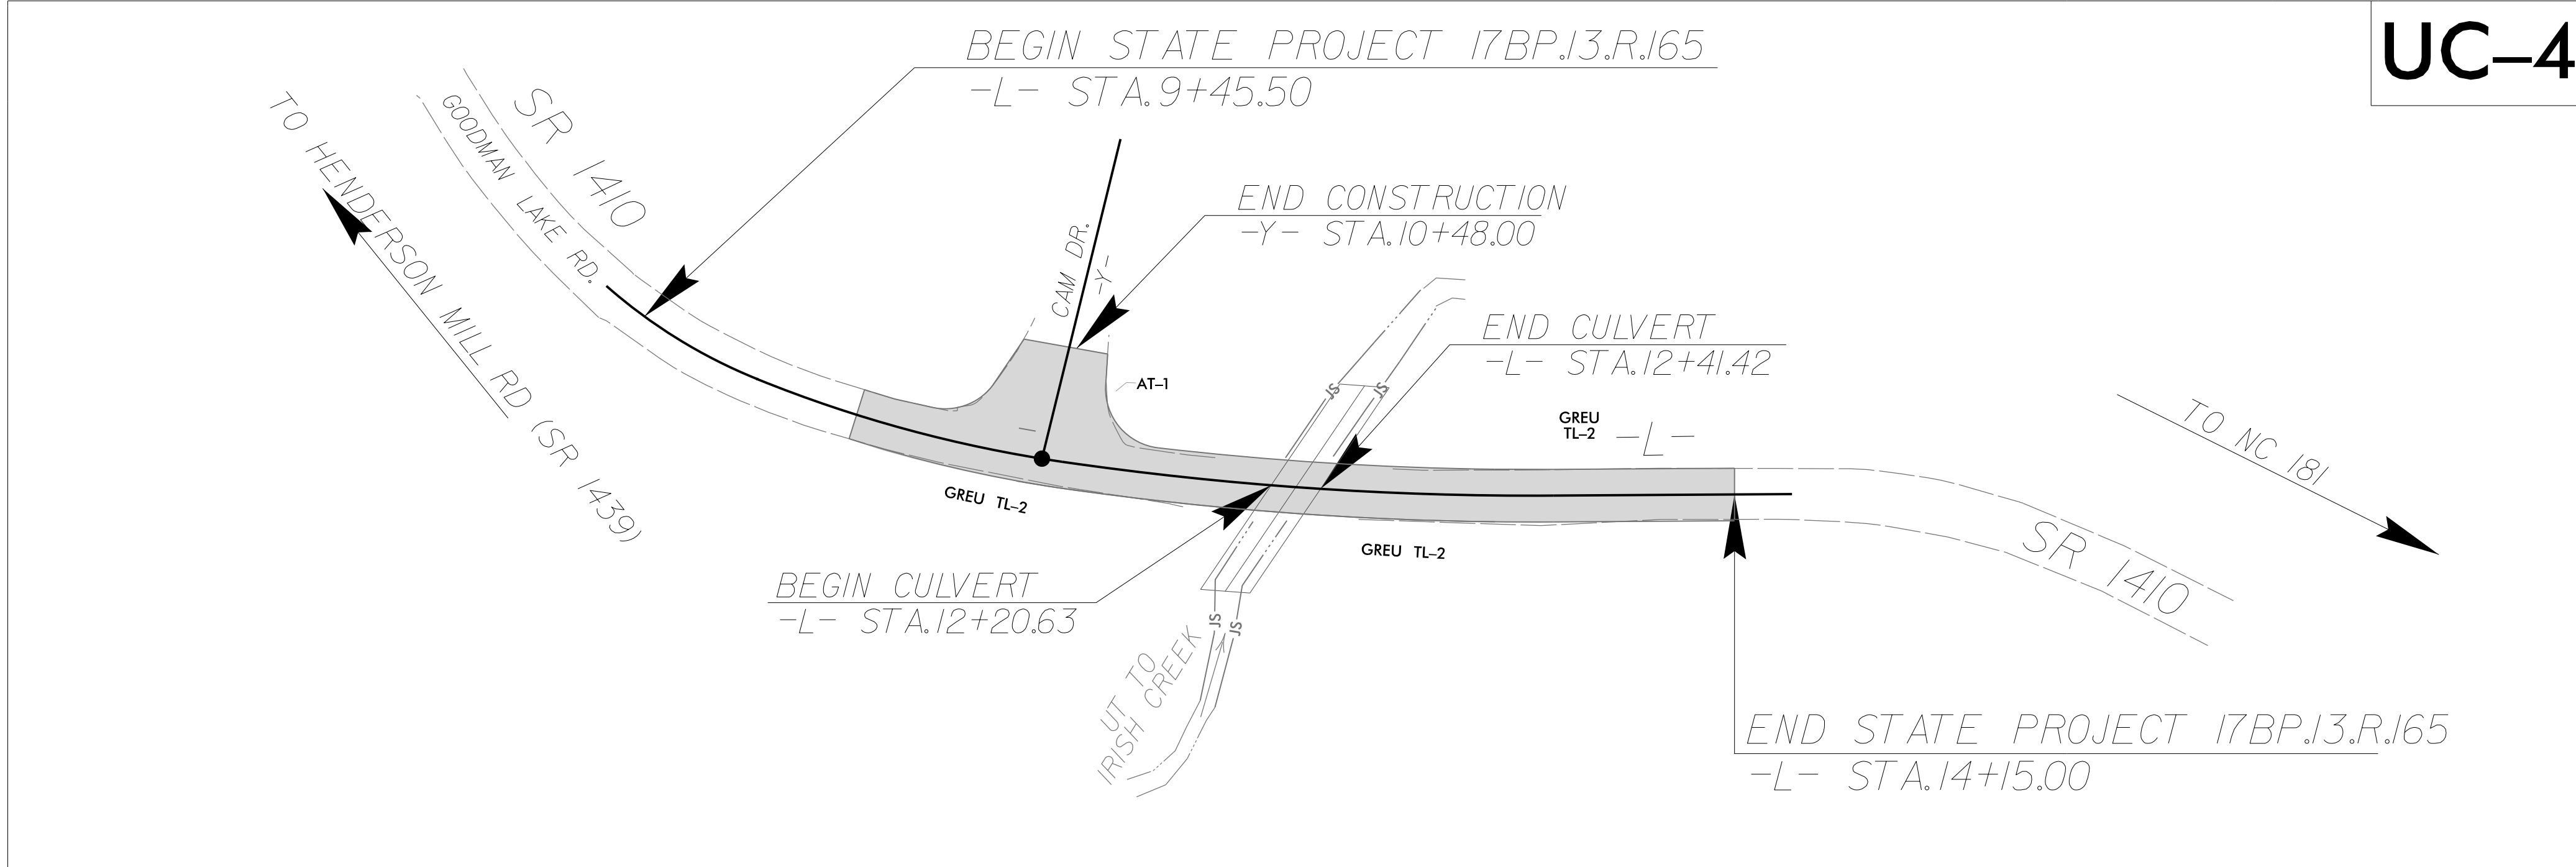 UC–4
BEGIN STATE PROJECT 17BP.13.R.165
-L- STA. 9+45.50
SR 1410
GOODMAN LAKE RD.
TO HENDERSON MILL RD (SR 1439)
END CONSTRUCTION
-Y- STA. 10+48.00
CAM DR.
-Y-
END CULVERT
-L- STA. 12+41.42
AT–1
JS
JS
GREU
TL–2
-L-
TO NC 181
GREU TL–2
GREU TL–2
SR 1410
BEGIN CULVERT
-L- STA. 12+20.63
JS
JS
UT TO
IRISH CREEK
END STATE PROJECT 17BP.13.R.165
-L- STA. 14+15.00